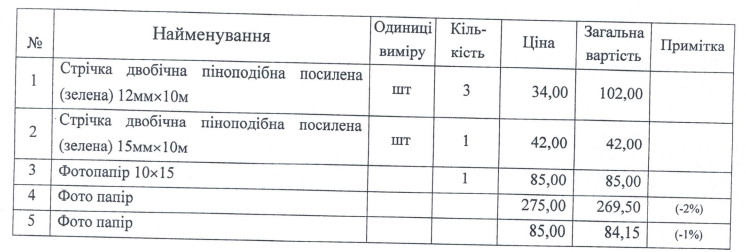 № Найменування Одиниці виміру Кіль-кість Ціна Загальна вартість Примітка
1 Стрічка двобічна піноподібна посилена (зелена) 12мм×10м шт 3 34,00 102,00
2 Стрічка двобічна піноподібна посилена (зелена) 15мм×10м шт 1 42,00 42,00
3 Фотопапір 10×15 1 85,00 85,00
4 Фото папір 275,00 269,50 (-2%)
5 Фото папір 85,00 84,15 (-1%)